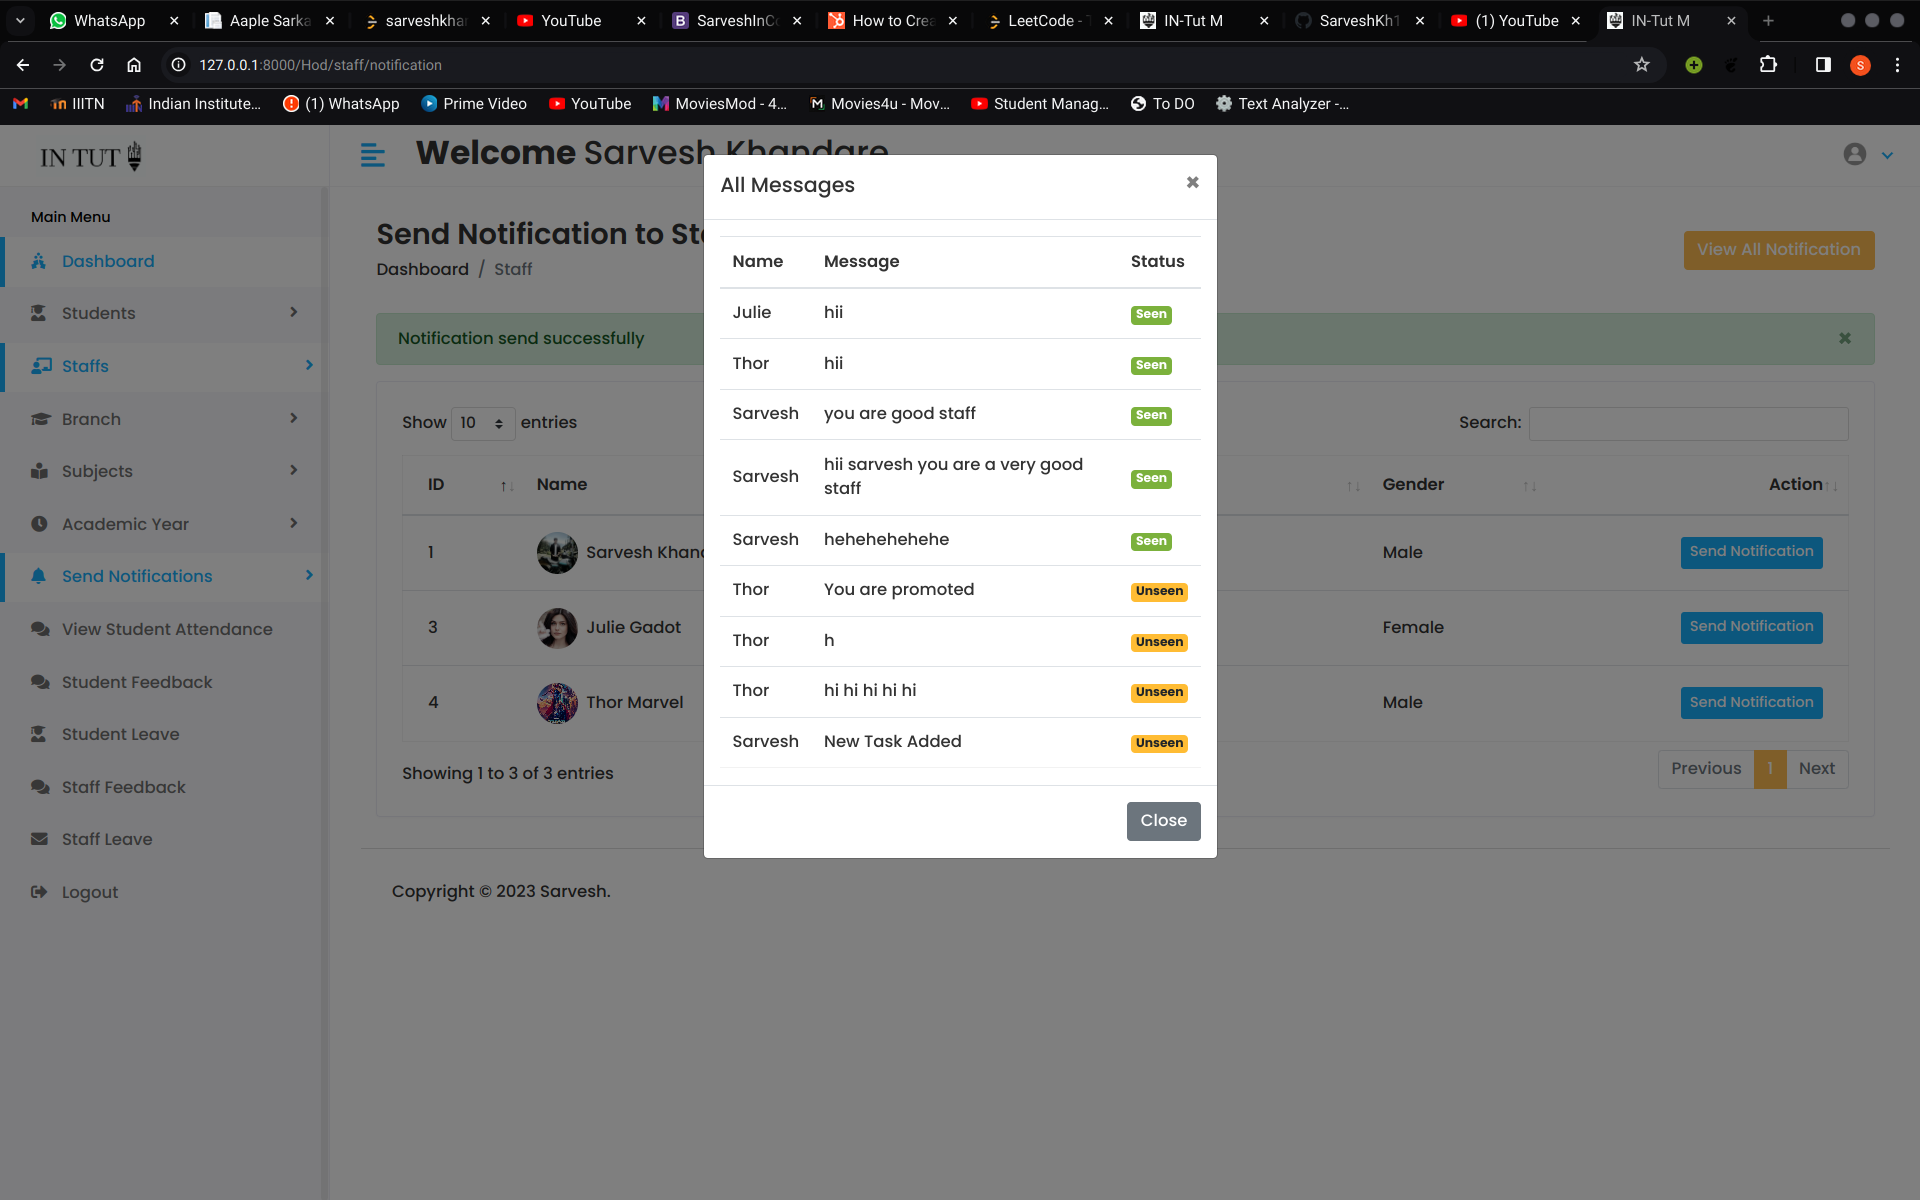 WhatsApp
Aaple Sarka
sarveshkhar
YouTube
SarveshInCo
How to Crea
LeetCode - T
IN-Tut M
SarveshKh1
(1) YouTube
IN-Tut M
127.0.0.1:8000/Hod/staff/notification
S
IIITN
Indian Institute...
(1) WhatsApp
Prime Video
YouTube
MoviesMod - 4...
Movies4u - Mov...
Student Manag...
To DO
Text Analyzer -...
IN TUT
Welcome Sarvesh Khandare
Main Menu
Dashboard
Students
Staffs
Branch
Subjects
Academic Year
Send Notifications
View Student Attendance
Student Feedback
Student Leave
Staff Feedback
Staff Leave
Logout
Send Notification to Sta
Dashboard / Staff
View All Notification
Notification send successfully
Show 10 entries
Search:
ID Name Gender Action
1 Sarvesh Khand Male Send Notification
3 Julie Gadot Female Send Notification
4 Thor Marvel Male Send Notification
Showing 1 to 3 of 3 entries
Previous 1 Next
Copyright © 2023 Sarvesh.
All Messages
Name Message Status
Julie hii Seen
Thor hii Seen
Sarvesh you are good staff Seen
Sarvesh hii sarvesh you are a very good
staff Seen
Sarvesh hehehehehehe Seen
Thor You are promoted Unseen
Thor h Unseen
Thor hi hi hi hi hi Unseen
Sarvesh New Task Added Unseen
Close